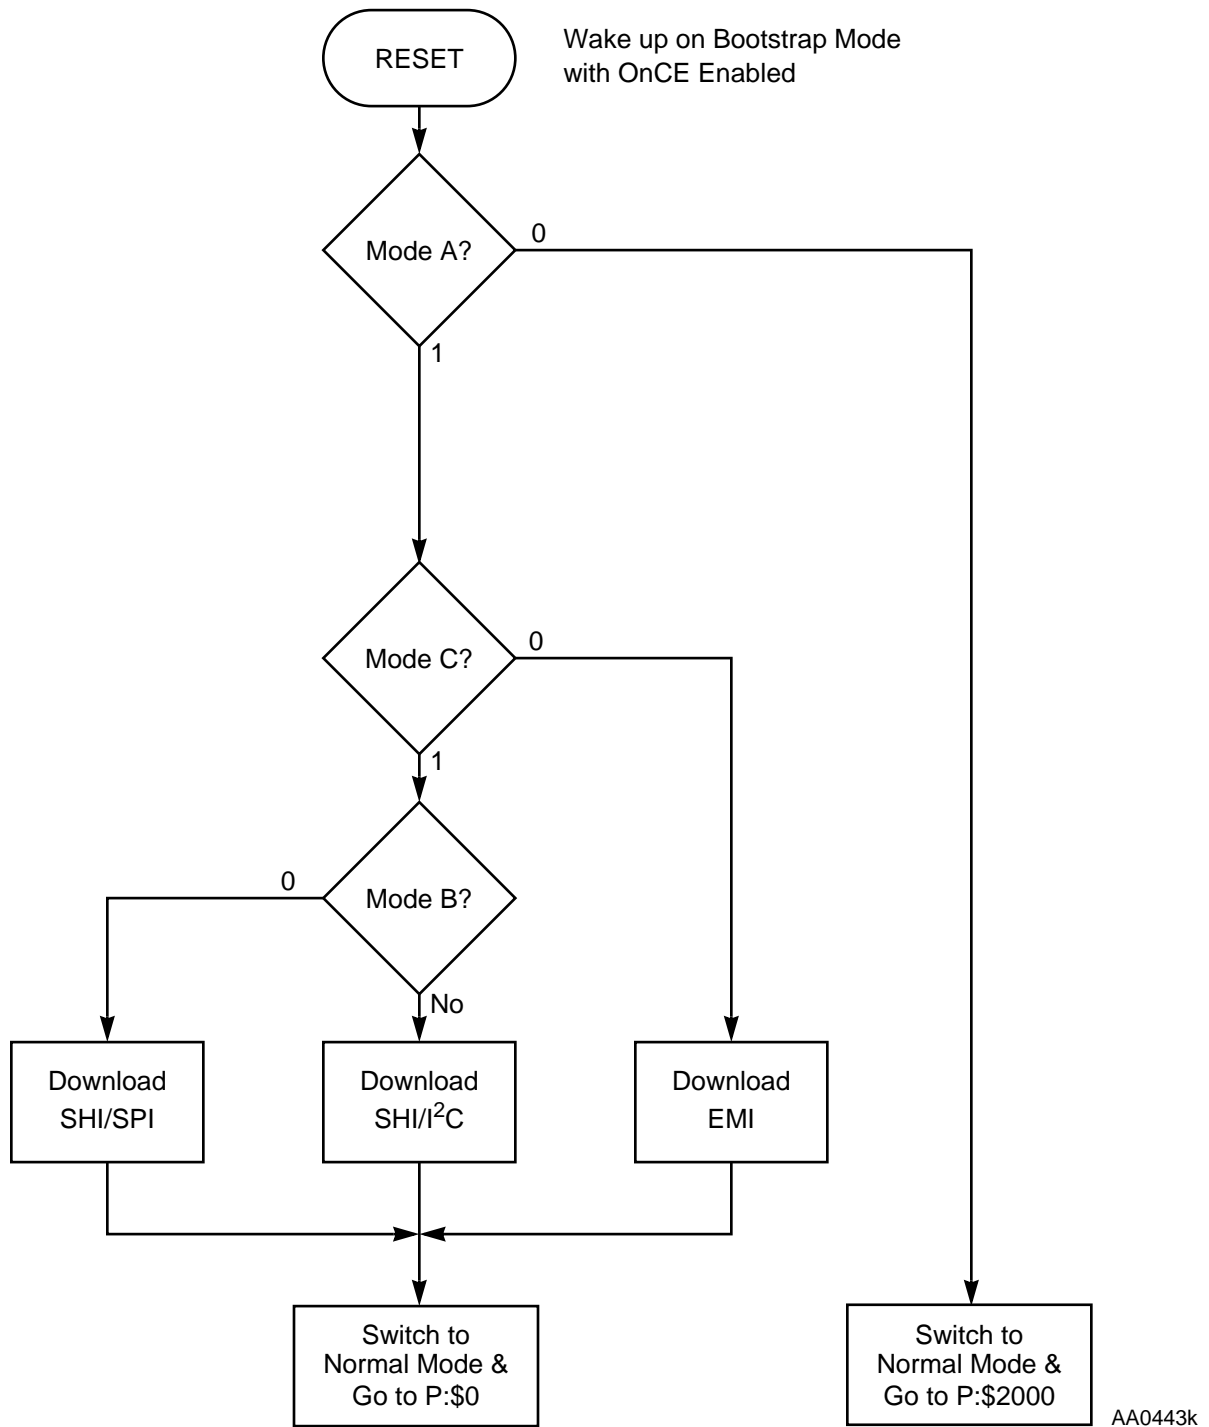 RESET
Wake up on Bootstrap Mode
with OnCE Enabled
Mode A?
0
1
Mode C?
0
1
Mode B?
0
No
Download
SHI/SPI
Download
SHI/I²C
Download
EMI
Switch to
Normal Mode &
Go to P:$0
Switch to
Normal Mode &
Go to P:$2000
AA0443k